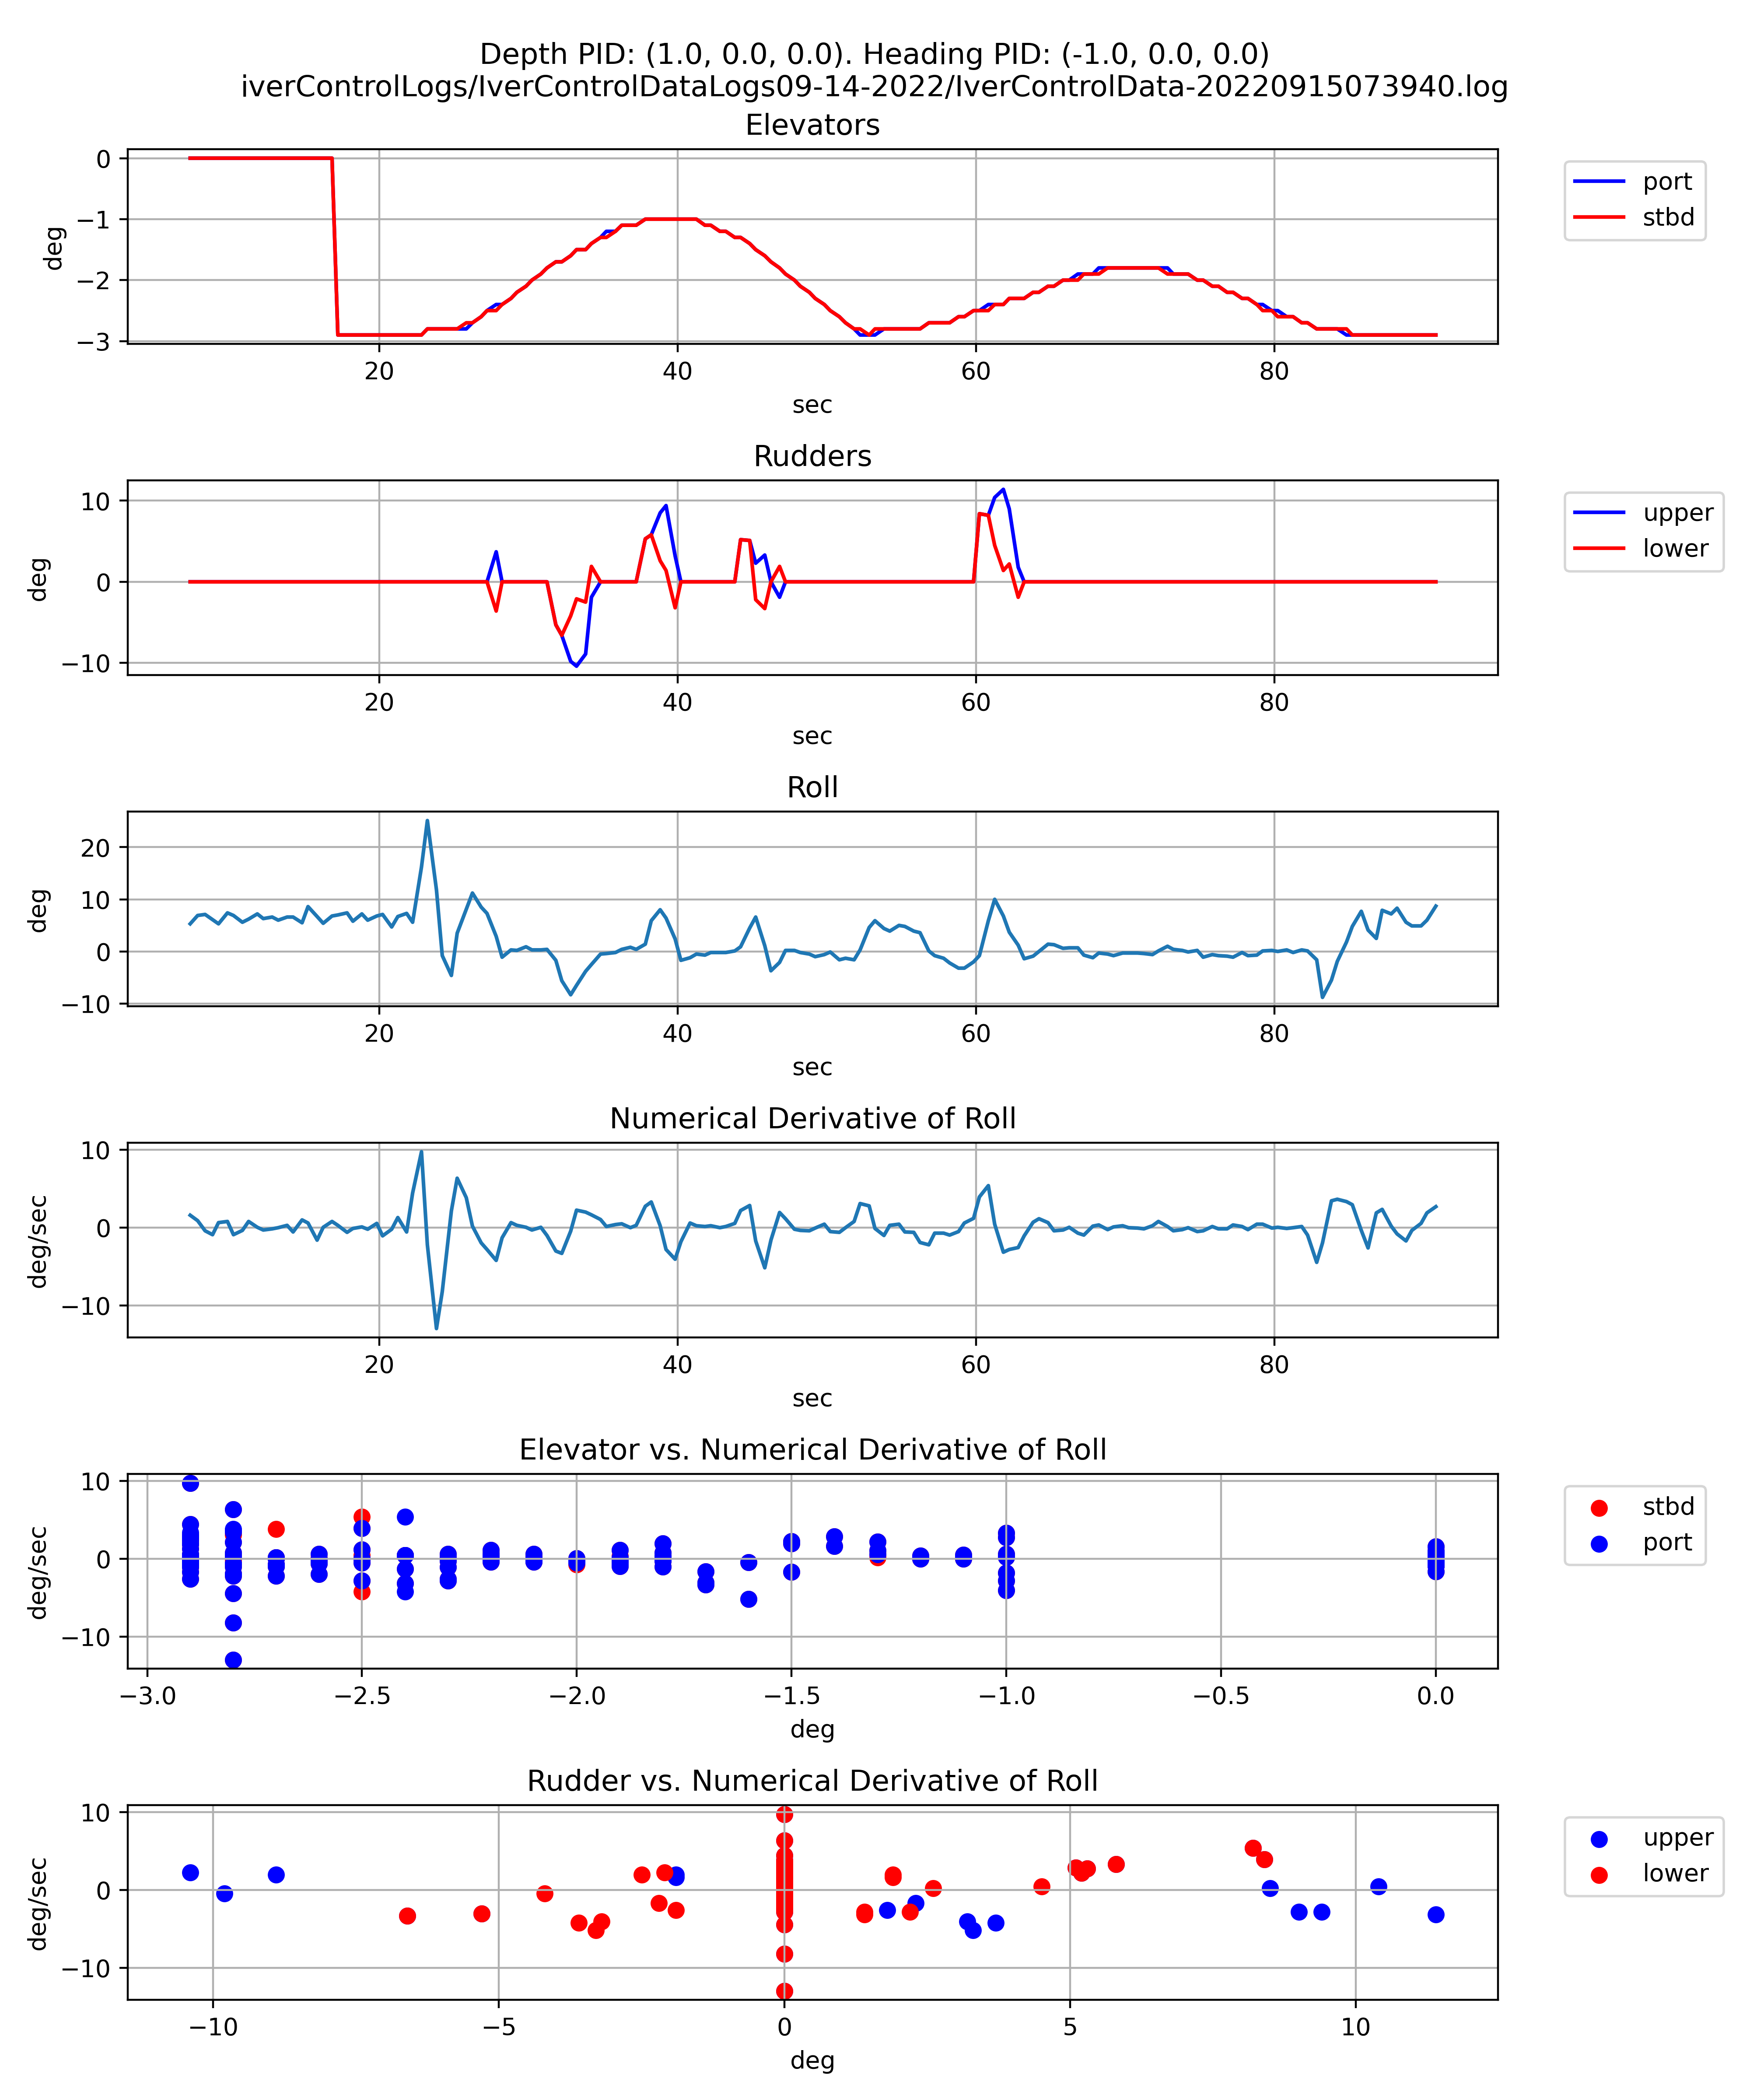 Depth PID: (1.0, 0.0, 0.0). Heading PID: (-1.0, 0.0, 0.0)
iverControlLogs/IverControlDataLogs09-14-2022/IverControlData-20220915073940.log
Elevators
0
−1
−2
−3
deg
20 40 60 80
sec
port
stbd
Rudders
10
0
−10
deg
20 40 60 80
sec
upper
lower
Roll
20
10
0
−10
deg
20 40 60 80
sec
Numerical Derivative of Roll
10
0
−10
deg/sec
20 40 60 80
sec
Elevator vs. Numerical Derivative of Roll
10
0
−10
deg/sec
−3.0 −2.5 −2.0 −1.5 −1.0 −0.5 0.0
deg
stbd
port
Rudder vs. Numerical Derivative of Roll
10
0
−10
deg/sec
−10 −5 0 5 10
deg
upper
lower